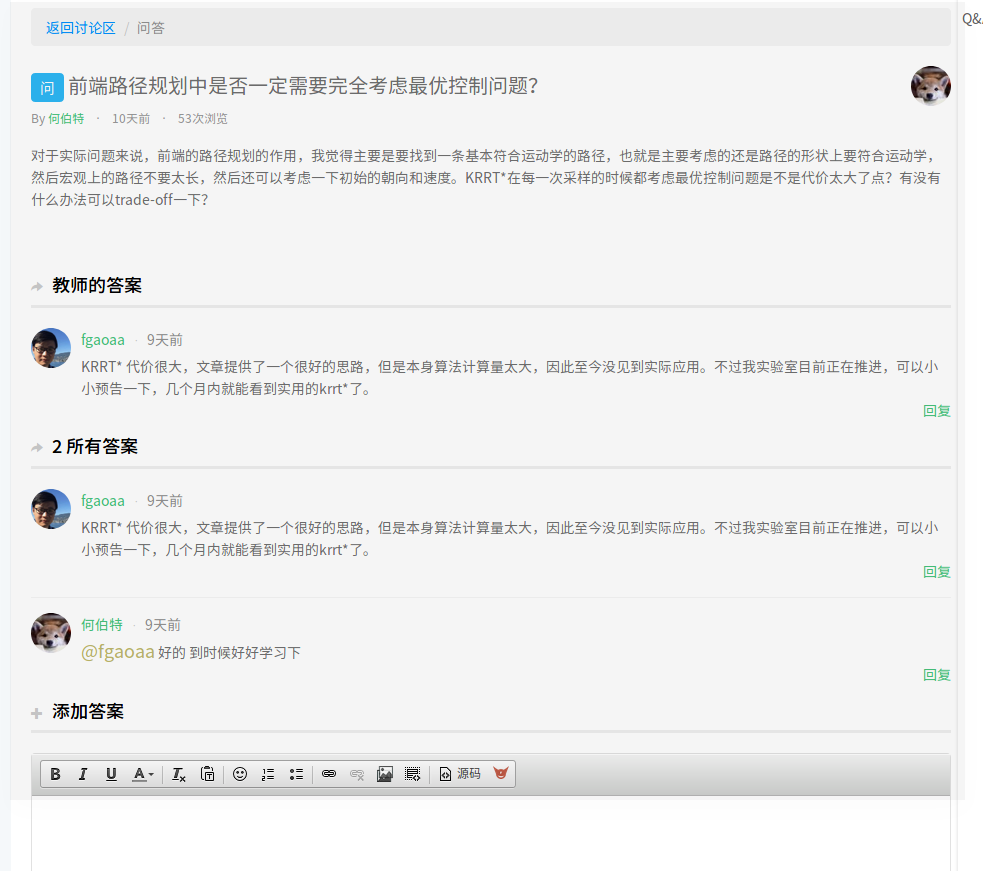 返回讨论区 / 问答
Q&
问 前端路径规划中是否一定需要完全考虑最优控制问题?
By 何伯特 · 10天前 · 53次浏览
对于实际问题来说，前端的路径规划的作用，我觉得主要是要找到一条基本符合运动学的路径，也就是主要考虑的还是路径的形状上要符合运动学，
然后宏观上的路径不要太长，然后还可以考虑一下初始的朝向和速度。KRRT*在每一次采样的时候都考虑最优控制问题是不是代价太大了点？有没有
什么办法可以trade-off一下？
教师的答案
fgaoaa · 9天前
KRRT* 代价很大，文章提供了一个很好的思路，但是本身算法计算量太大，因此至今没见到实际应用。不过我实验室目前正在推进，可以小
小预告一下，几个月内就能看到实用的krrt*了。
回复
2 所有答案
fgaoaa · 9天前
KRRT* 代价很大，文章提供了一个很好的思路，但是本身算法计算量太大，因此至今没见到实际应用。不过我实验室目前正在推进，可以小
小预告一下，几个月内就能看到实用的krrt*了。
回复
何伯特 · 9天前
@fgaoaa 好的 到时候好好学习下
回复
添加答案
B I U A Tx 源码